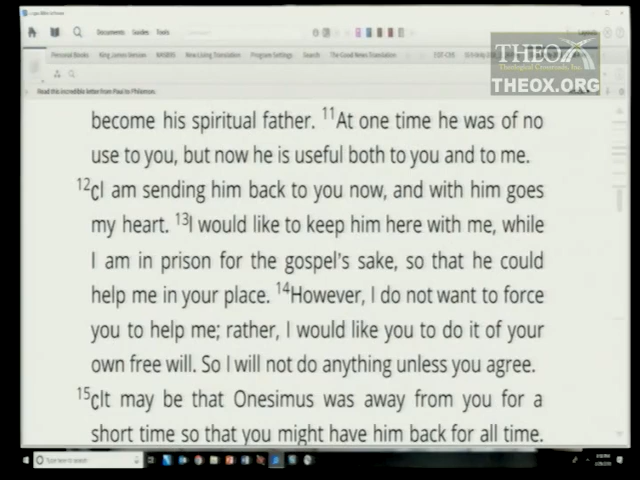 Documents Guides Tools
Layouts
Personal Books King James Version New Living Translation Program Settings Search The Good News Translation
THEOX
THEOX.ORG
Read this incredible letter from Paul to Philemon.
become his spiritual father. 11At one time he was of no
use to you, but now he is useful both to you and to me.
12cI am sending him back to you now, and with him goes
my heart. 13I would like to keep him here with me, while
I am in prison for the gospel's sake, so that he could
help me in your place. 14However, I do not want to force
you to help me; rather, I would like you to do it of your
own free will. So I will not do anything unless you agree.
15cIt may be that Onesimus was away from you for a
short time so that you might have him back for all time.
Type here to search